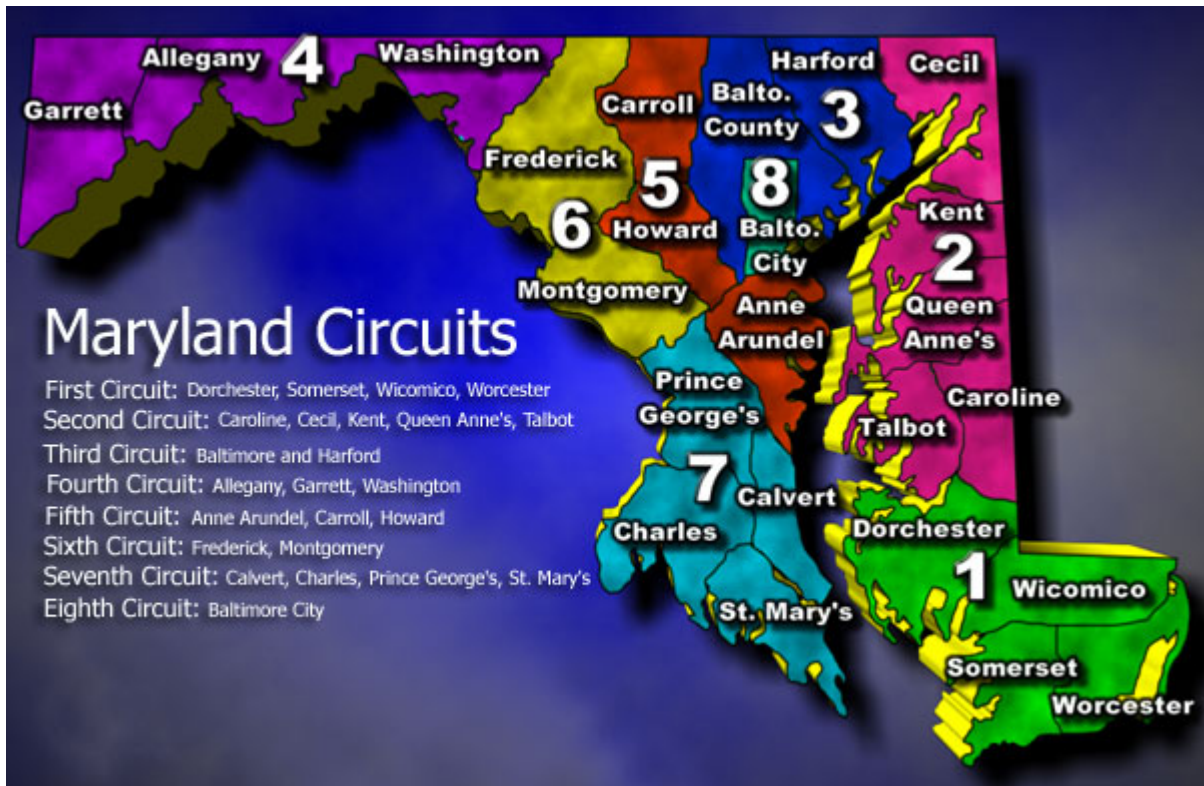 Allegany
4
Washington
Harford
Cecil
Garrett
Carroll
Balto.
County
3
Frederick
5
8
Kent
6
Howard
Balto.
City
2
Montgomery
Anne
Arundel
Queen
Anne's
Maryland Circuits
Prince
George's
Caroline
Talbot
First Circuit: Dorchester, Somerset, Wicomico, Worcester
Second Circuit: Caroline, Cecil, Kent, Queen Anne's, Talbot
Third Circuit: Baltimore and Harford
Fourth Circuit: Allegany, Garrett, Washington
Fifth Circuit: Anne Arundel, Carroll, Howard
Sixth Circuit: Frederick, Montgomery
Seventh Circuit: Calvert, Charles, Prince George's, St. Mary's
Eighth Circuit: Baltimore City
7
Calvert
Charles
Dorchester
1
Wicomico
St. Mary's
Somerset
Worcester